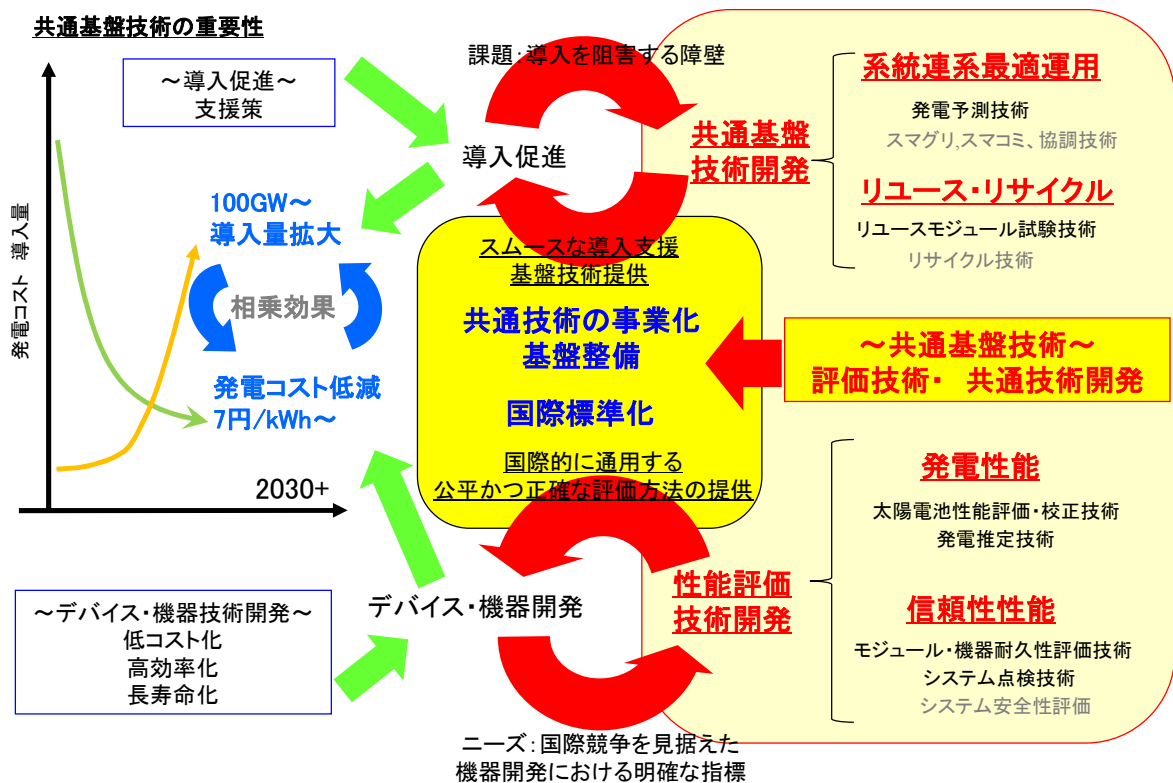 共通基盤技術の重要性
発電コスト 導入量
2030+
～導入促進～
支援策
100GW～
導入量拡大
相乗効果
発電コスト低減
7円/kWh～
～デバイス・機器技術開発～
低コスト化
高効率化
長寿命化
課題：導入を阻害する障壁
導入促進
共通基盤
技術開発
スムースな導入支援
基盤技術提供
共通技術の事業化
基盤整備
国際標準化
国際的に通用する
公平かつ正確な評価方法の提供
デバイス・機器開発
性能評価
技術開発
ニーズ：国際競争を見据えた
機器開発における明確な指標
系統連系最適運用
発電予測技術
スマグリ,スマコミ、協調技術
リユース・リサイクル
リユースモジュール試験技術
リサイクル技術
～共通基盤技術～
評価技術・ 共通技術開発
発電性能
太陽電池性能評価・校正技術
発電推定技術
信頼性性能
モジュール・機器耐久性評価技術
システム点検技術
システム安全性評価